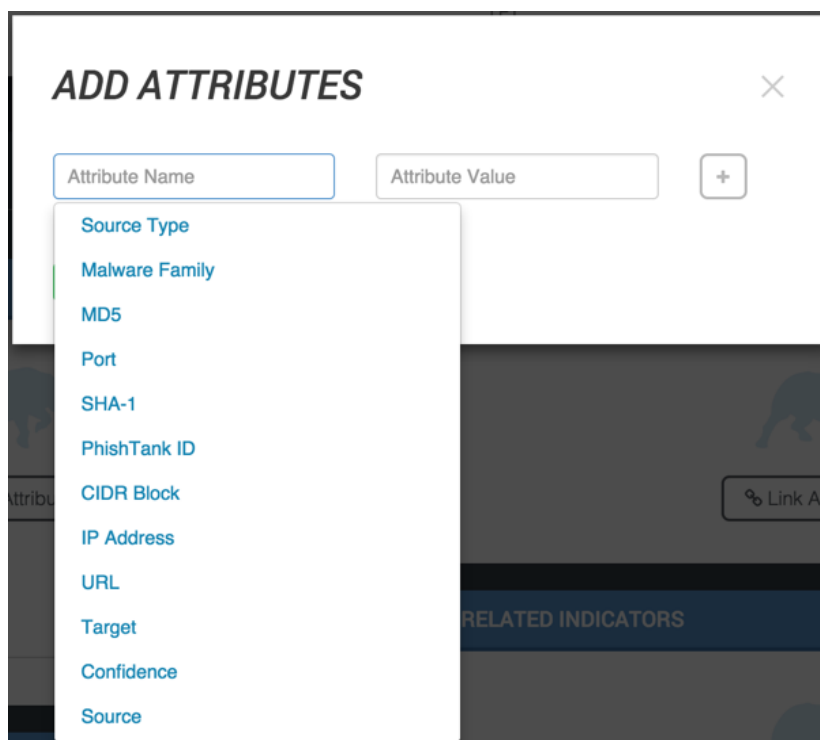 ADD ATTRIBUTES
Attribute Name
Attribute Value
Source Type
Malware Family
MD5
Port
SHA-1
PhishTank ID
CIDR Block
IP Address
URL
Target
Confidence
Source
Link A
RELATED INDICATORS